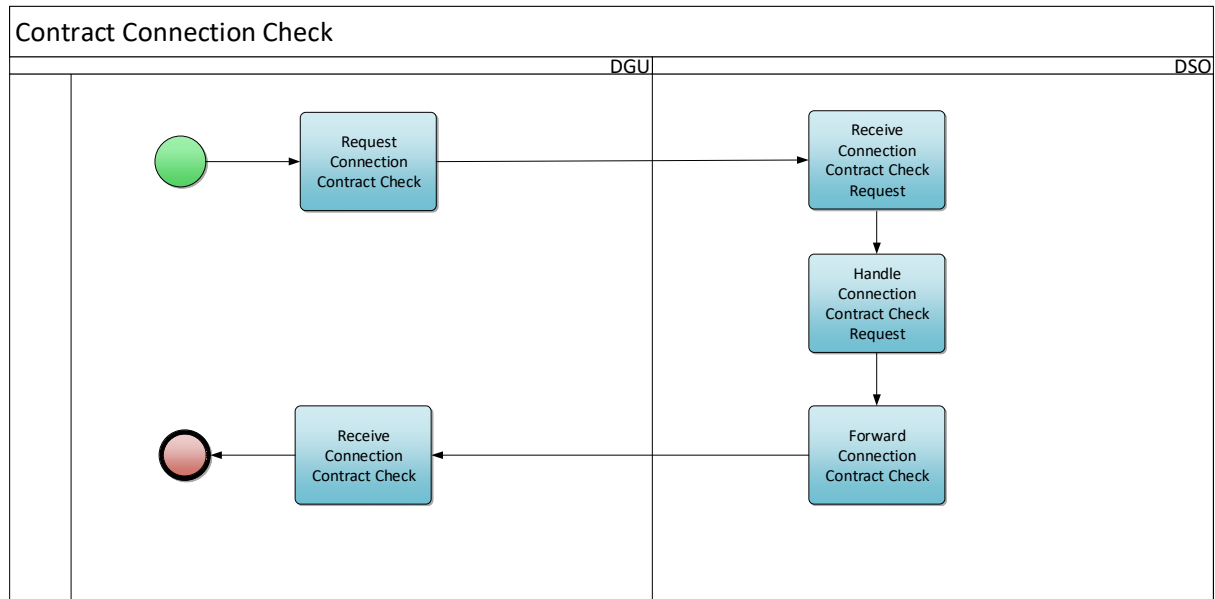 Contract Connection Check
DGU
DSO
Request
Connection
Contract Check
Receive
Connection
Contract Check
Request
Handle
Connection
Contract Check
Request
Forward
Connection
Contract Check
Receive
Connection
Contract Check